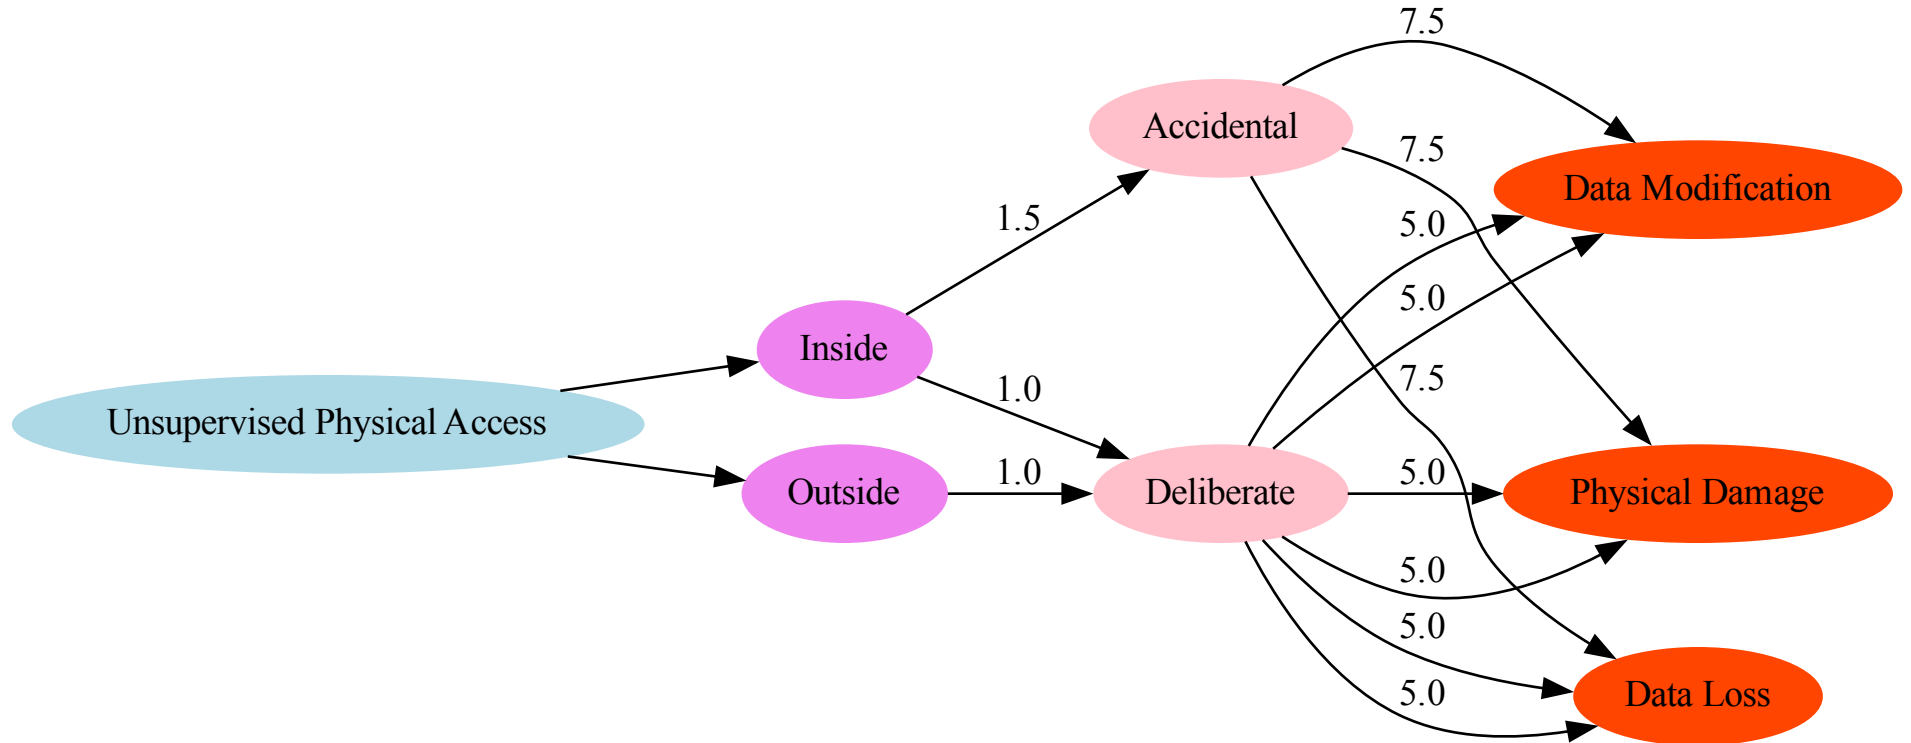 7.5
Accidental
7.5
Data Modification
1.5
5.0
5.0
Inside
7.5
1.0
Unsupervised Physical Access
1.0
5.0
Outside
Deliberate
Physical Damage
5.0
5.0
Data Loss
5.0